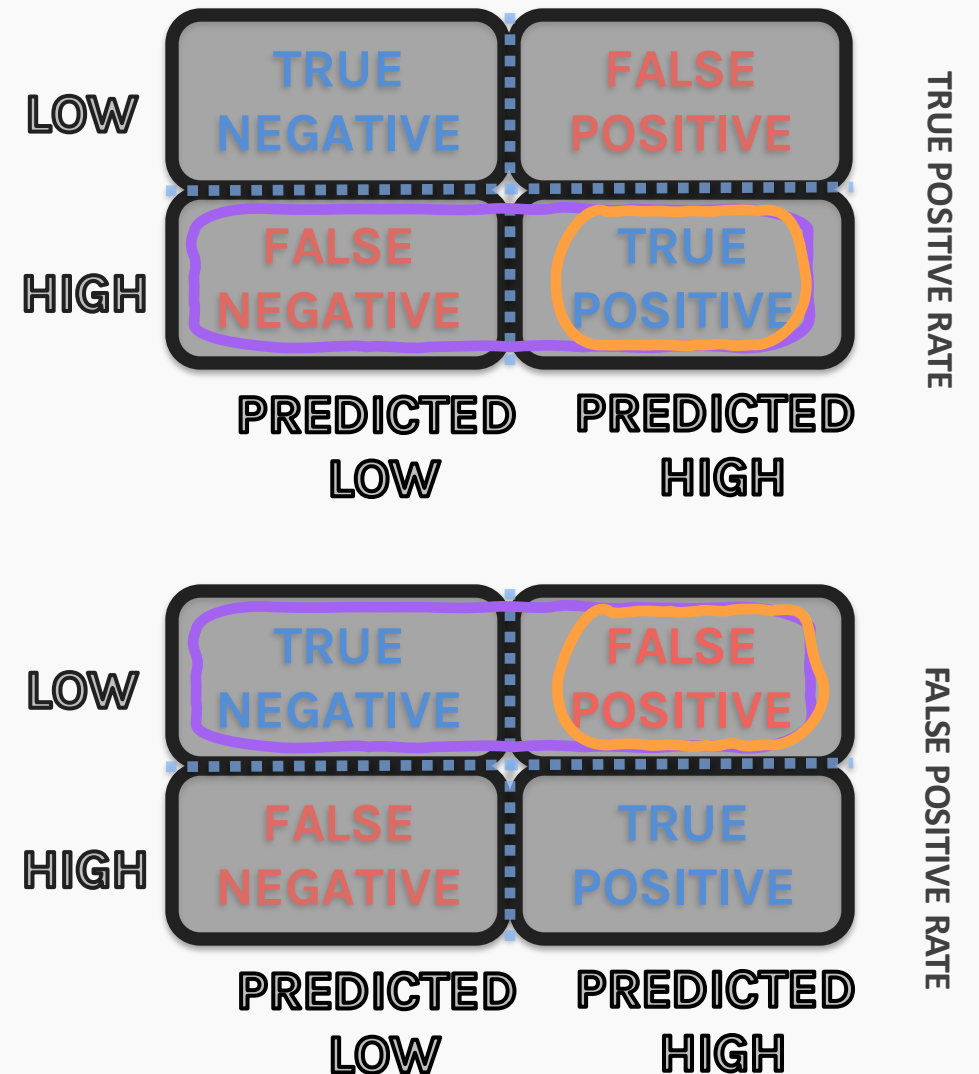 TRUE
NEGATIVE
FALSE
POSITIVE
LOW
FALSE
NEGATIVE
TRUE
POSITIVE
HIGH
PREDICTED
LOW
PREDICTED
HIGH
TRUE POSITIVE RATE
TRUE
NEGATIVE
FALSE
POSITIVE
LOW
FALSE
NEGATIVE
TRUE
POSITIVE
HIGH
PREDICTED
LOW
PREDICTED
HIGH
FALSE POSITIVE RATE